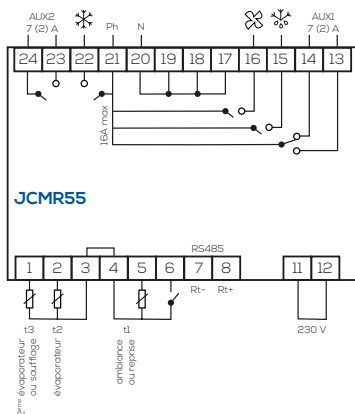 AUX2
7 (2) A
Ph
N
AUX1
7 (2) A
24 23 22 21 20 19 18 17 16 15 14 13
16A max
JCMR55
RS485
1 2 3 4 5 6 7 8 11 12
Rt-
Rt+
t3
2ème évaporateur
ou soufflage
t2
évaporateur
t1
ambiance
ou reprise
230 V